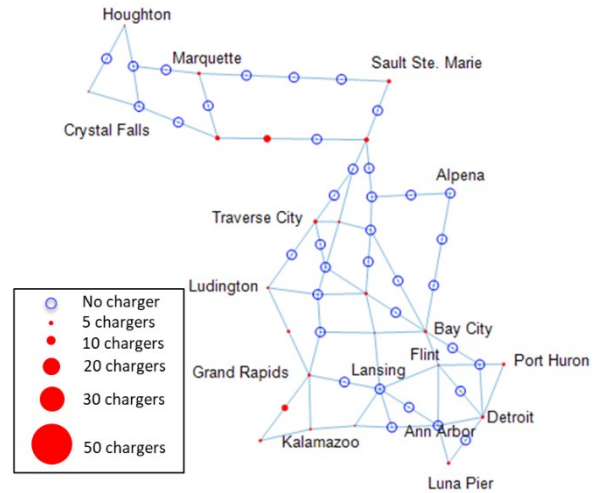 Houghton
Marquette
Sault Ste. Marie
Crystal Falls
Alpena
Traverse City
Ludington
No charger
5 chargers
10 chargers
20 chargers
30 chargers
50 chargers
Bay City
Flint
Port Huron
Grand Rapids
Lansing
Detroit
Kalamazoo
Ann Arbor
Luna Pier